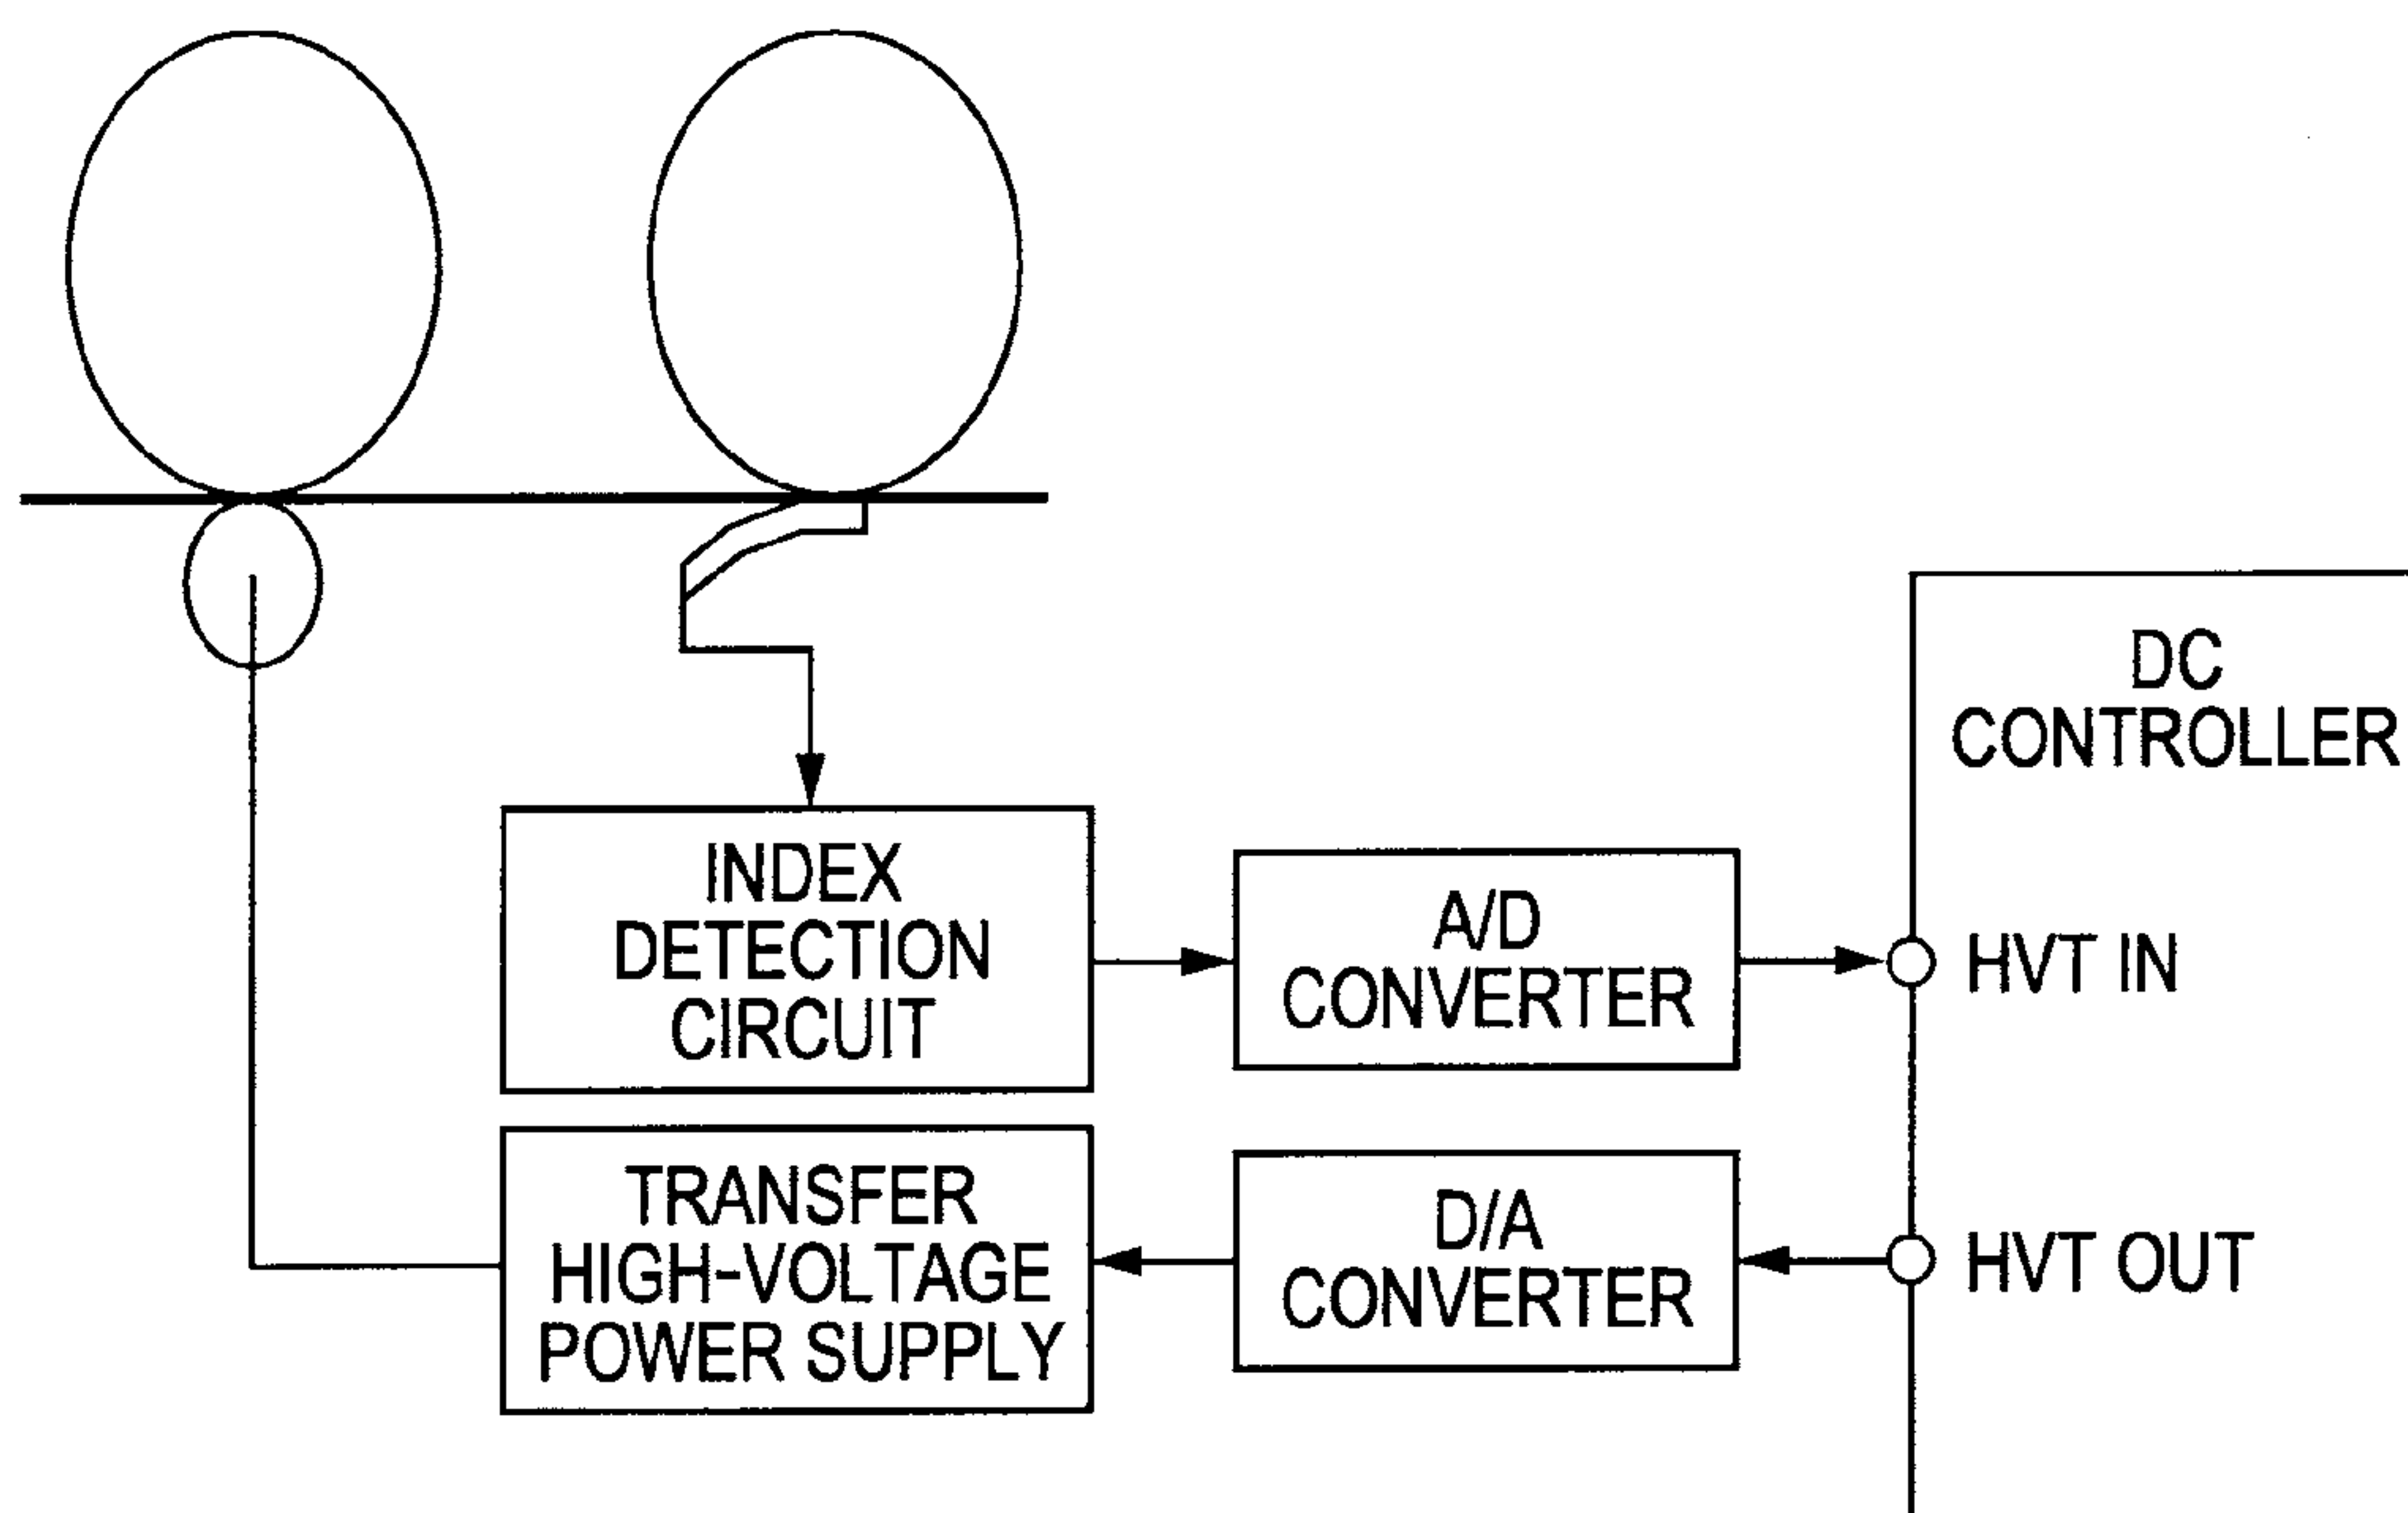 DC
CONTROLLER
INDEX
DETECTION
CIRCUIT
A/D
CONVERTER
HVT IN
TRANSFER
HIGH-VOLTAGE
POWER SUPPLY
D/A
CONVERTER
HVT OUT